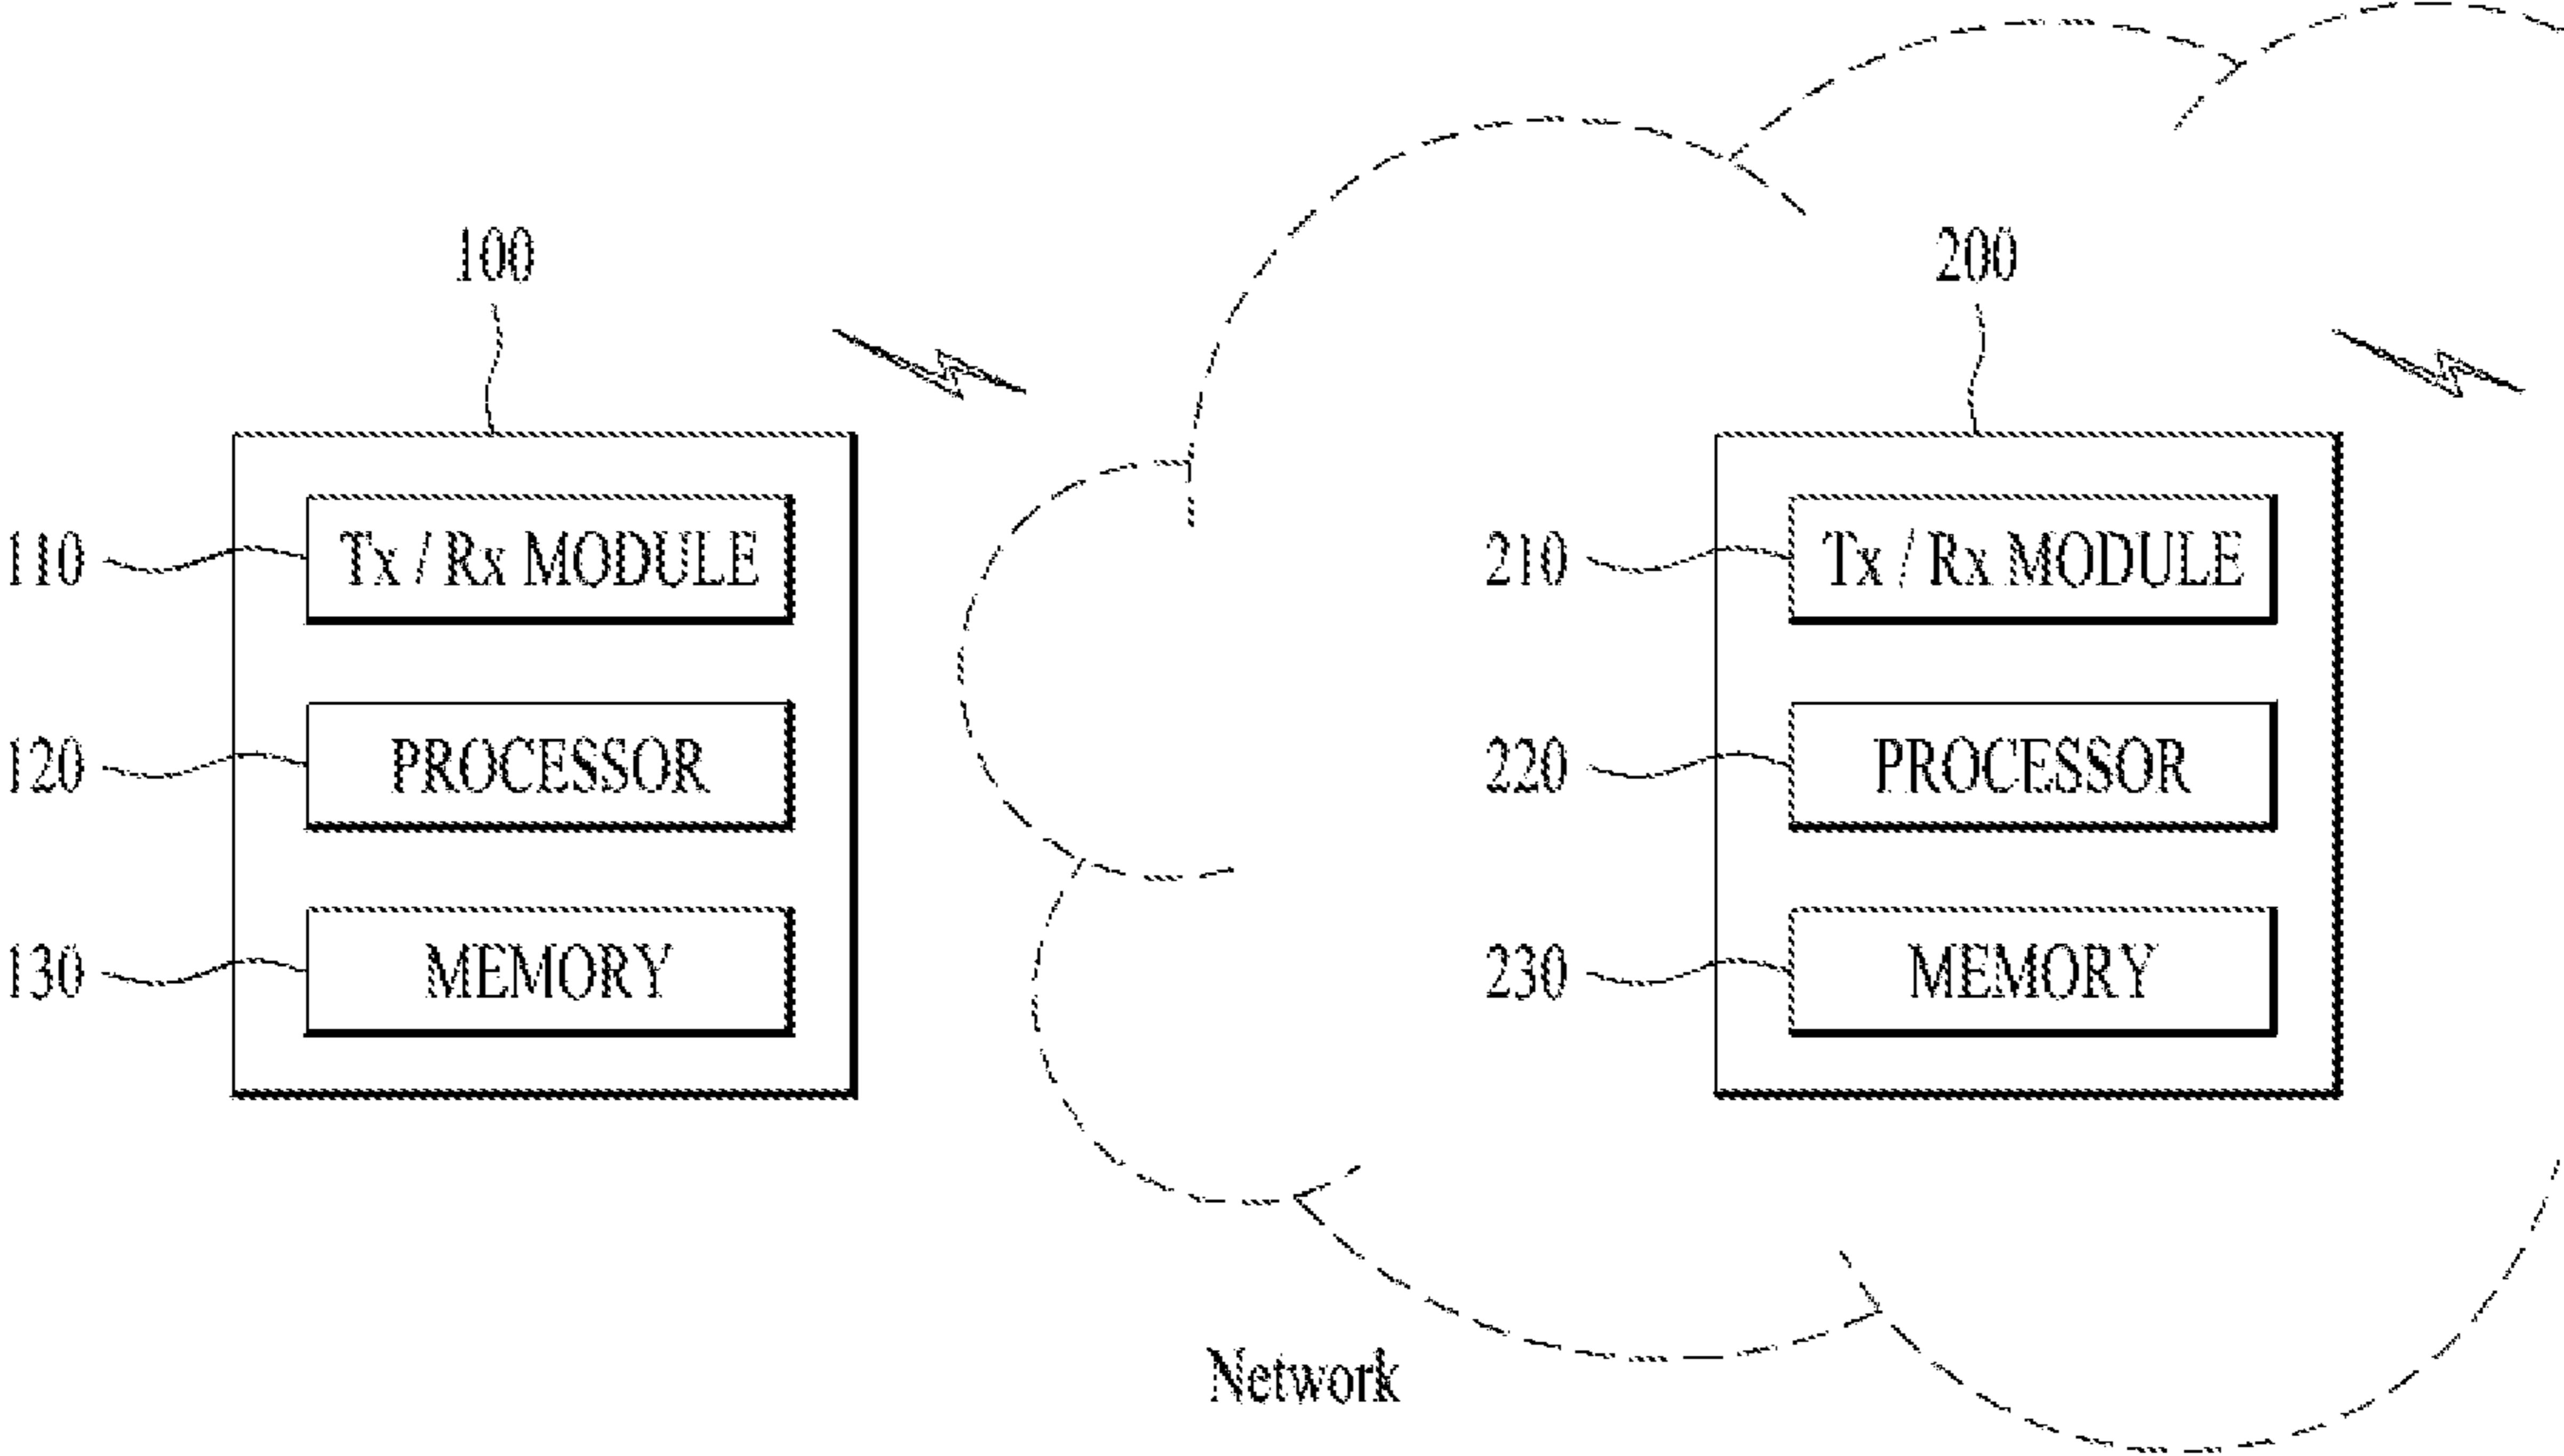 100
200
110
Tx / Rx MODULE
210
Tx / Rx MODULE
120
PROCESSOR
220
PROCESSOR
130
MEMORY
230
MEMORY
Network